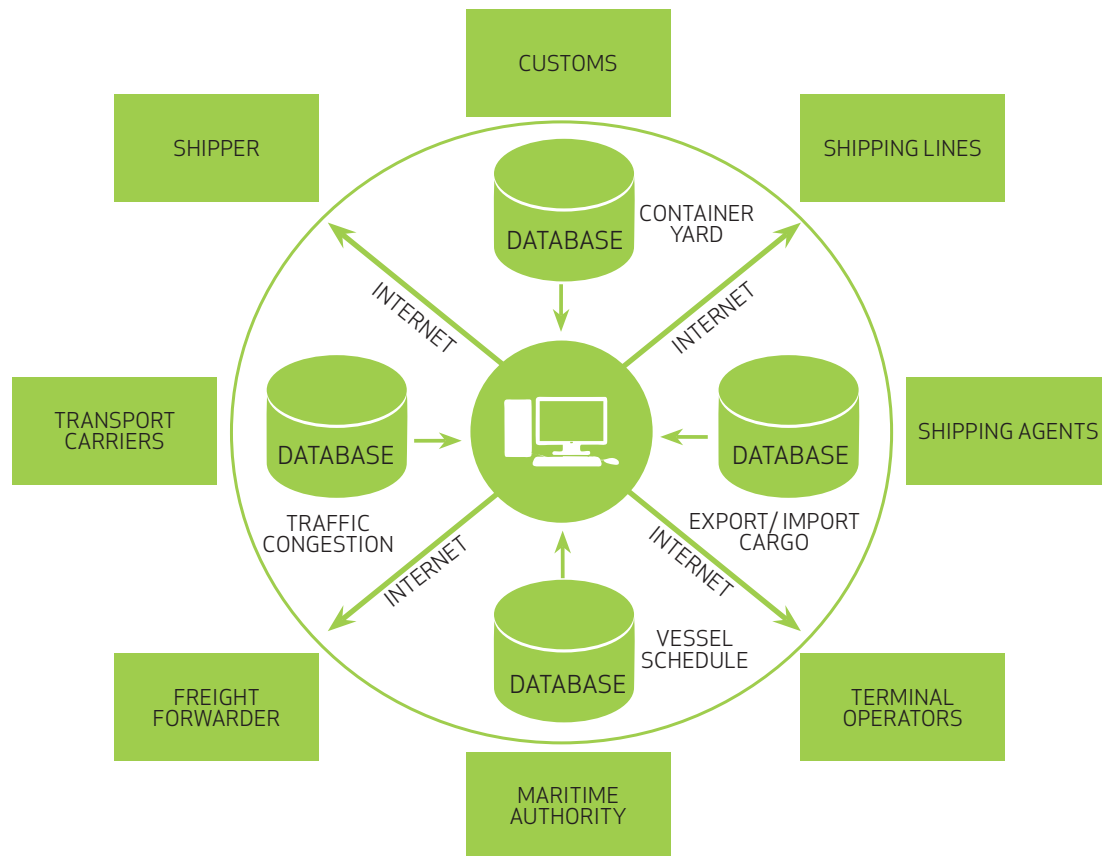 CUSTOMS
SHIPPER
SHIPPING LINES
DATABASE
CONTAINER
YARD
INTERNET
INTERNET
TRANSPORT
CARRIERS
DATABASE
TRAFFIC
CONGESTION
DATABASE
EXPORT/ IMPORT
CARGO
SHIPPING AGENTS
INTERNET
INTERNET
DATABASE
VESSEL
SCHEDULE
FREIGHT
FORWARDER
TERMINAL
OPERATORS
MARITIME
AUTHORITY